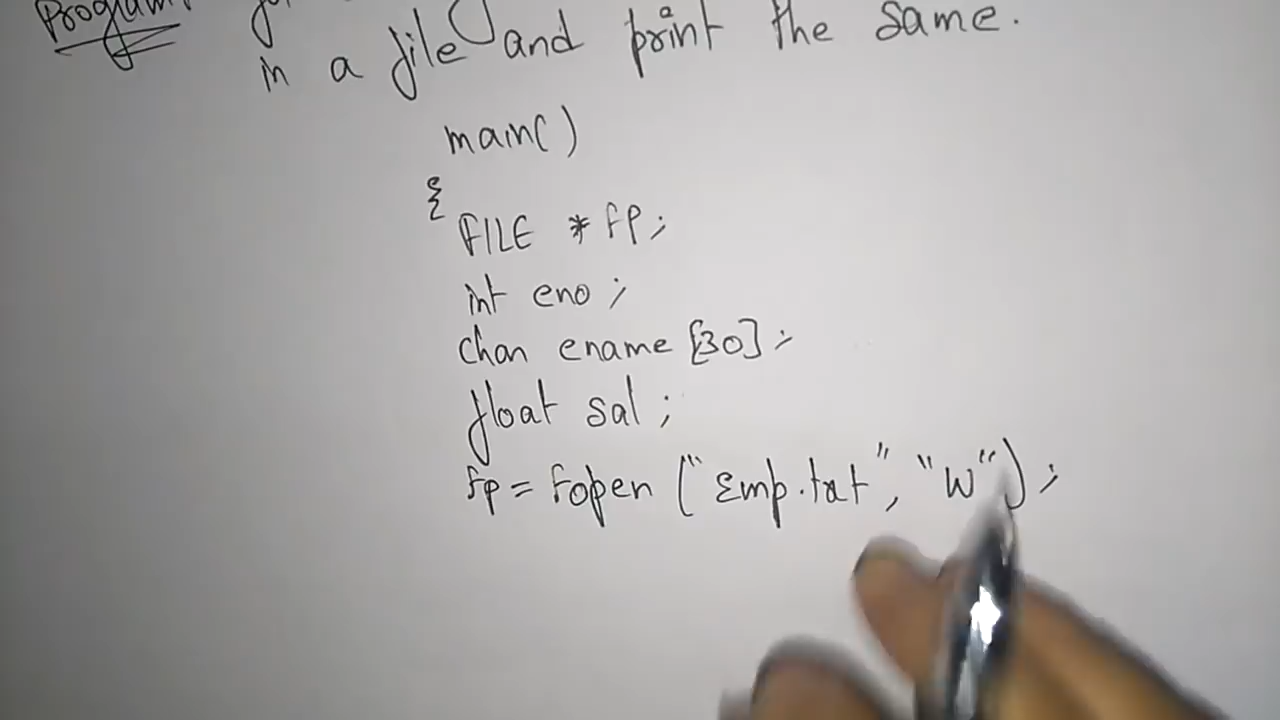 Program:
in a file and print the same.
main()
{
FILE *fp;
int eno;
char ename[30];
float sal;
fp = fopen ("Emp.txt", "w");